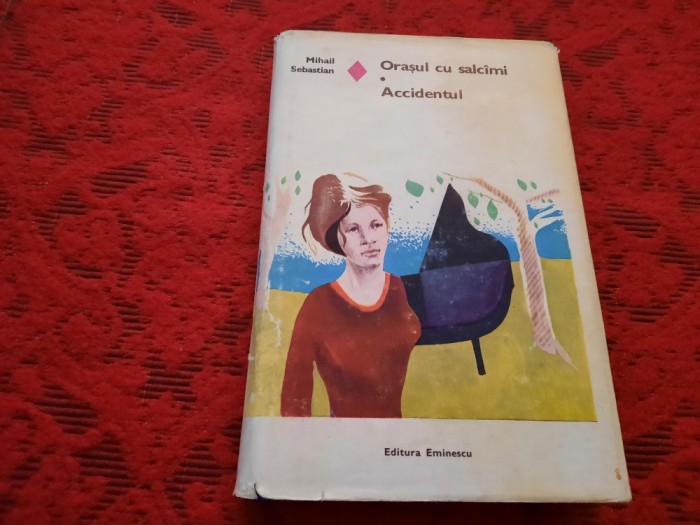 Mihail
Sebastian
Orașul cu salcîmi
•
Accidentul
Editura Eminescu